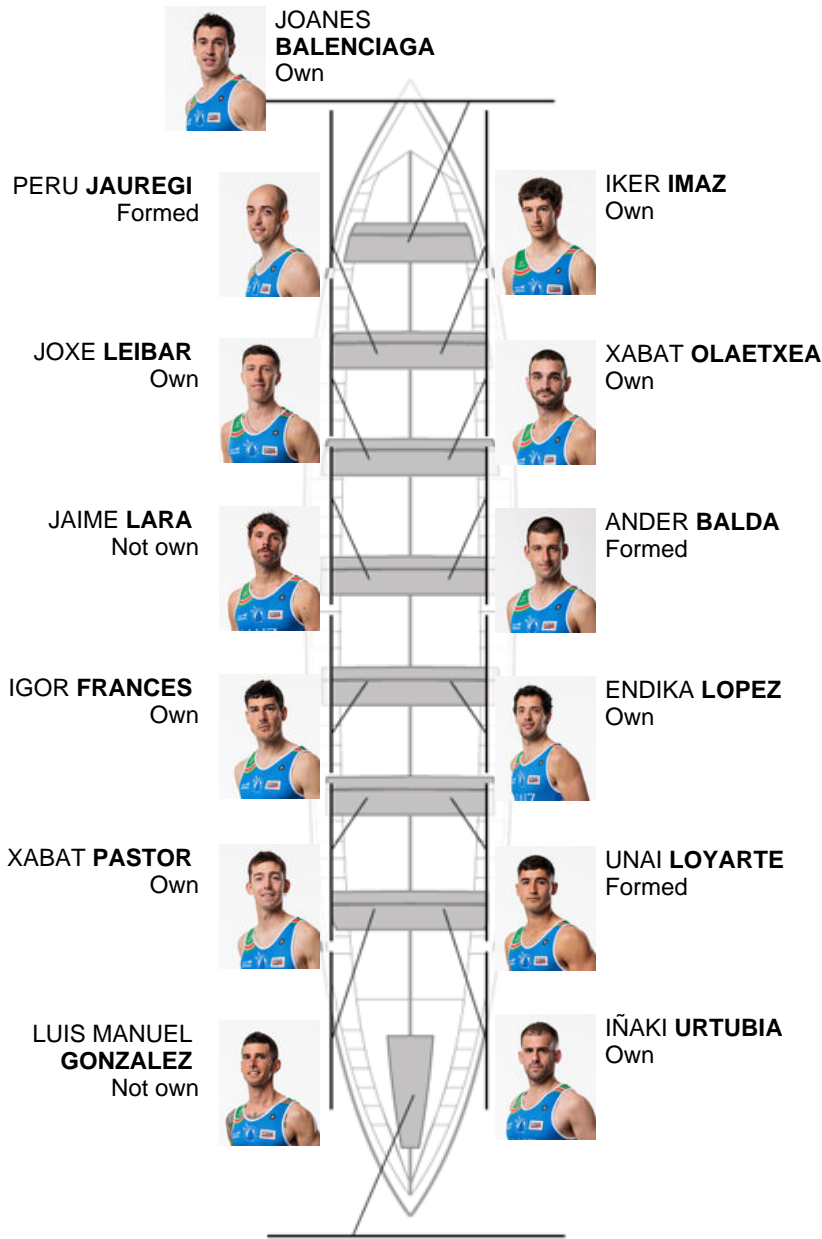 JOANES
BALENCIAGA
Own
PERU JAUREGI
Formed
IKER IMAZ
Own
JOXE LEIBAR
Own
XABAT OLAETXEA
Own
JAIME LARA
Not own
ANDER BALDA
Formed
IGOR FRANCES
Own
ENDIKA LOPEZ
Own
XABAT PASTOR
Own
UNAI LOYARTE
Formed
LUIS MANUEL
GONZALEZ
Not own
IÑAKI URTUBIA
Own